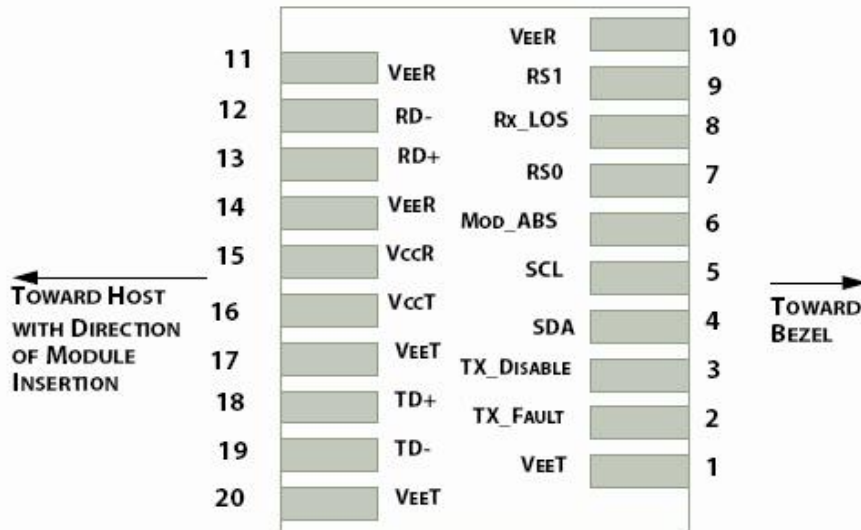 11 VEER
12 RD-
13 RD+
14 VEER
15 VCCR
16 VCCT
17 VEET
18 TD+
19 TD-
20 VEET
VEER 10
RS1 9
RX_LOS 8
RS0 7
MOD_ABS 6
SCL 5
SDA 4
TX_DISABLE 3
TX_FAULT 2
VEET 1
TOWARD HOST
WITH DIRECTION
OF MODULE
INSERTION
TOWARD
BEZEL